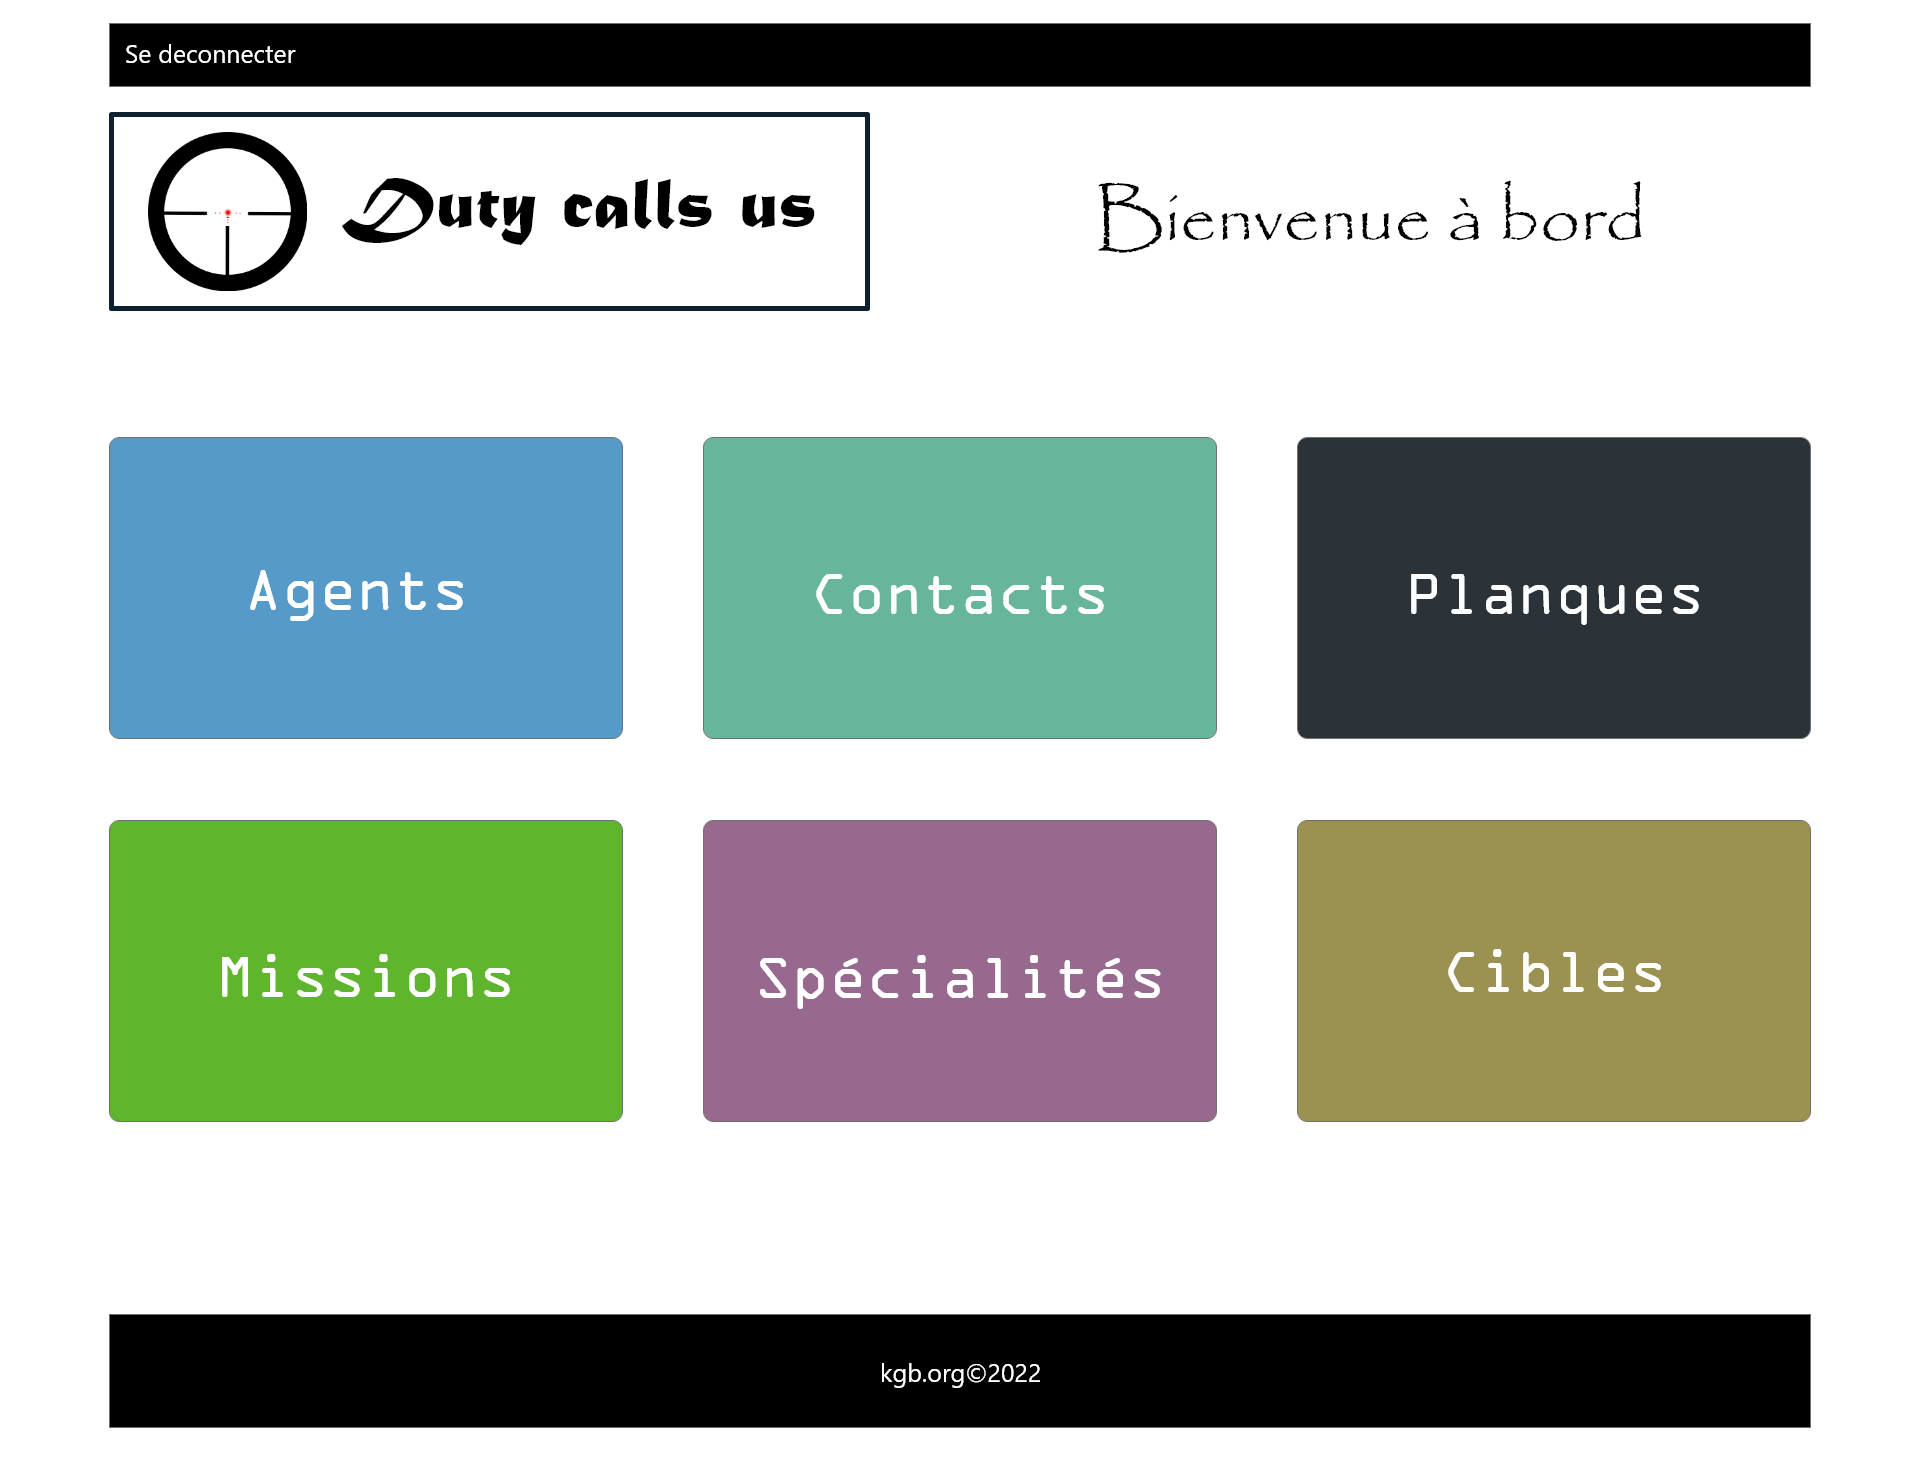 Se deconnecter
Duty calls us
Bienvenue à bord
Agents
Contacts
Planques
Missions
Spécialités
Cibles
kgb.org©2022